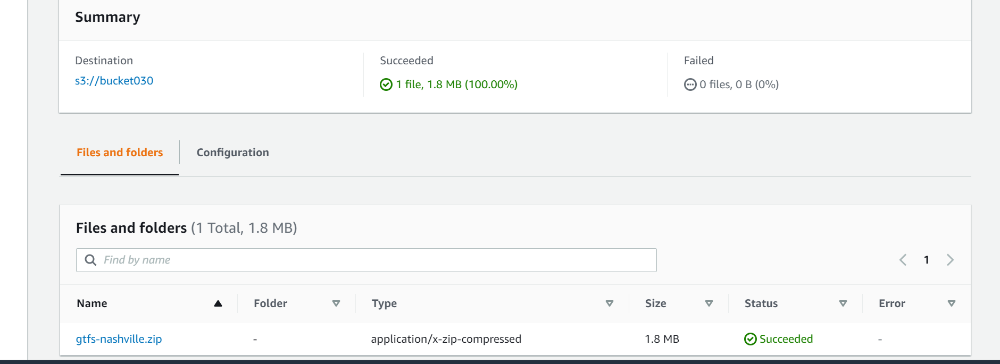 Summary
Destination
s3://bucket030
Succeeded
1 file, 1.8 MB (100.00%)
Failed
0 files, 0 B (0%)
Files and folders
Configuration
Files and folders (1 Total, 1.8 MB)
Find by name
1
Name Folder Type Size Status Error
gtfs-nashville.zip - application/x-zip-compressed 1.8 MB Succeeded -